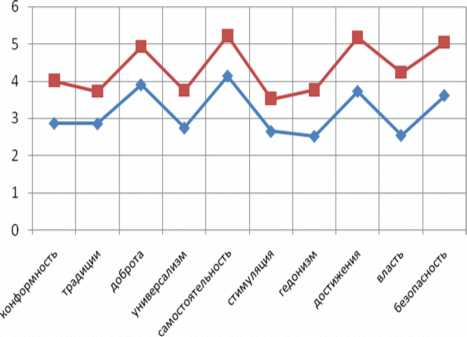 6
5
4
3
2
1
0
конформность
традиции
доброта
универсализм
самостоятельность
стимуляция
гедонизм
достижения
власть
безопасность